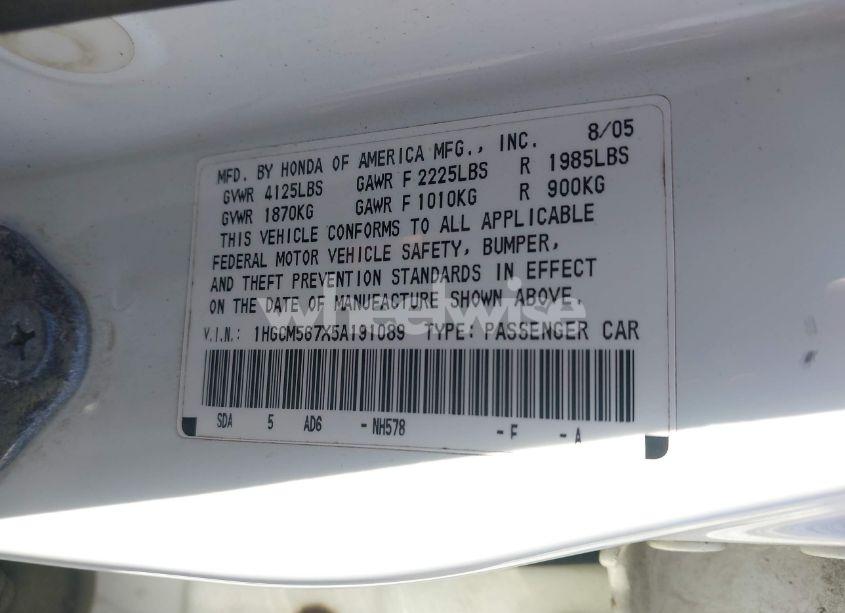 MFD. BY HONDA OF AMERICA MFG., INC. 8/05
GVWR 4125LBS GAWR F 2225LBS R 1985LBS
GVWR 1870KG GAWR F 1010KG R 900KG
THIS VEHICLE CONFORMS TO ALL APPLICABLE
FEDERAL MOTOR VEHICLE SAFETY, BUMPER,
AND THEFT PREVENTION STANDARDS IN EFFECT
ON THE DATE OF MANUFACTURE SHOWN ABOVE.
wheelwise
V.I.N.: 1HGCM567X5A191089 TYPE: PASSENGER CAR
SDA 5 AD6 -NH578 -F -A